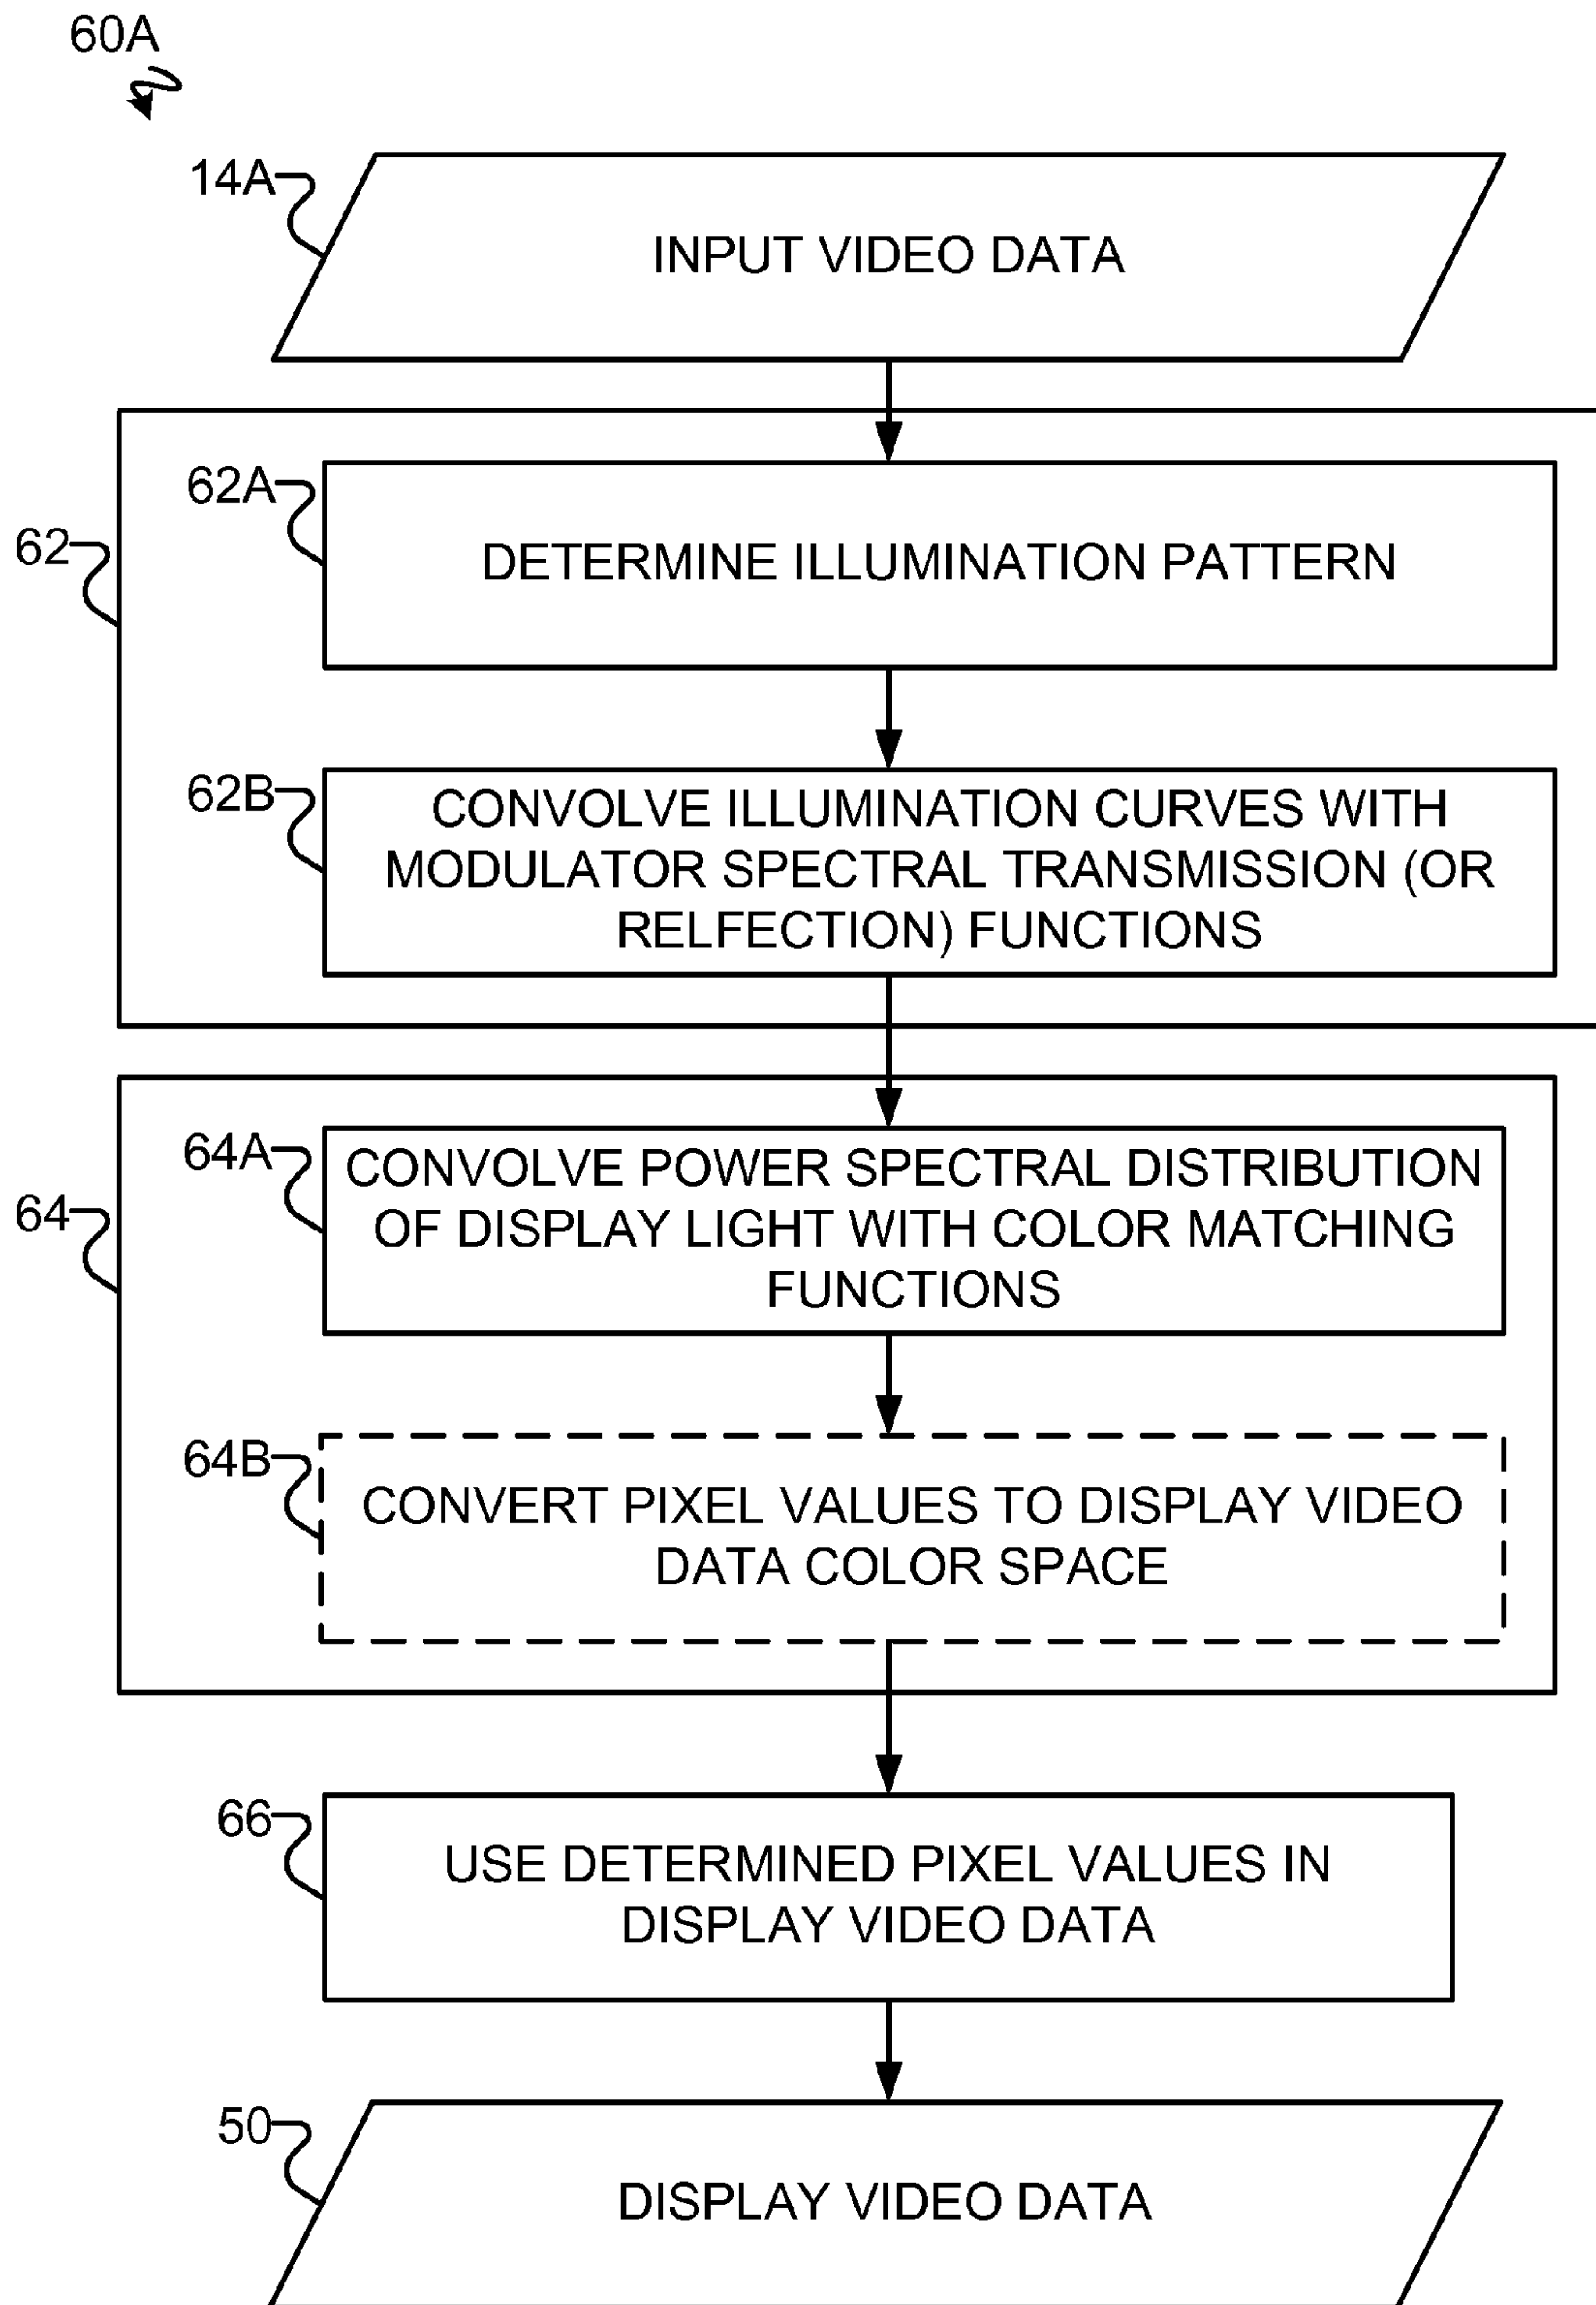 60A
14A
INPUT VIDEO DATA
62A
62
DETERMINE ILLUMINATION PATTERN
62B
CONVOLVE ILLUMINATION CURVES WITH
MODULATOR SPECTRAL TRANSMISSION (OR
RELFECTION) FUNCTIONS
64A
64
CONVOLVE POWER SPECTRAL DISTRIBUTION
OF DISPLAY LIGHT WITH COLOR MATCHING
FUNCTIONS
64B
CONVERT PIXEL VALUES TO DISPLAY VIDEO
DATA COLOR SPACE
66
USE DETERMINED PIXEL VALUES IN
DISPLAY VIDEO DATA
50
DISPLAY VIDEO DATA